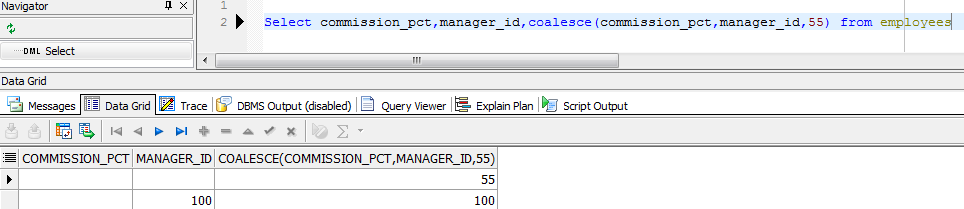 Navigator
1
2 Select commission_pct,manager_id,coalesce(commission_pct,manager_id,55) from employees
DML Select
Data Grid
Messages Data Grid Trace DBMS Output (disabled) Query Viewer Explain Plan Script Output
COMMISSION_PCT MANAGER_ID COALESCE(COMMISSION_PCT,MANAGER_ID,55)
55
100 100